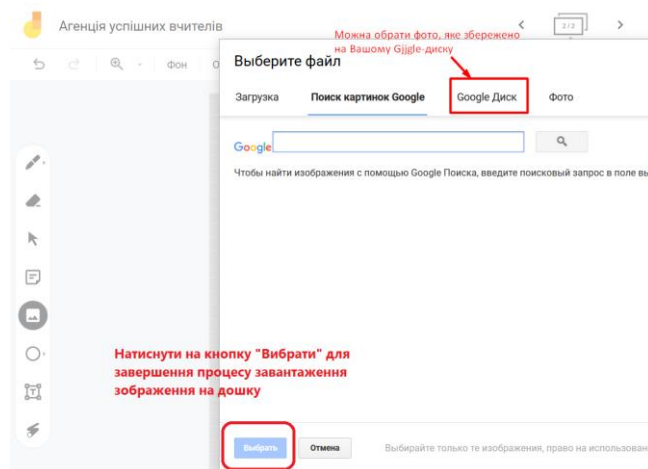 Агенція успішних вчителів
Можна обрати фото, яке збережено
на Вашому Gjjgle-диску
2/2
фон
Выберите файл
Загрузка
Поиск картинок Google
Google Диск
Фото
Google
Чтобы найти изображения с помощью Google Поиска, введите поисковый запрос в поле
Натиснути на кнопку "Вибрати" для
завершення процесу завантаження
зображення на дошку
Выбрать
Отмена
Выбирайте только те изображения, право на